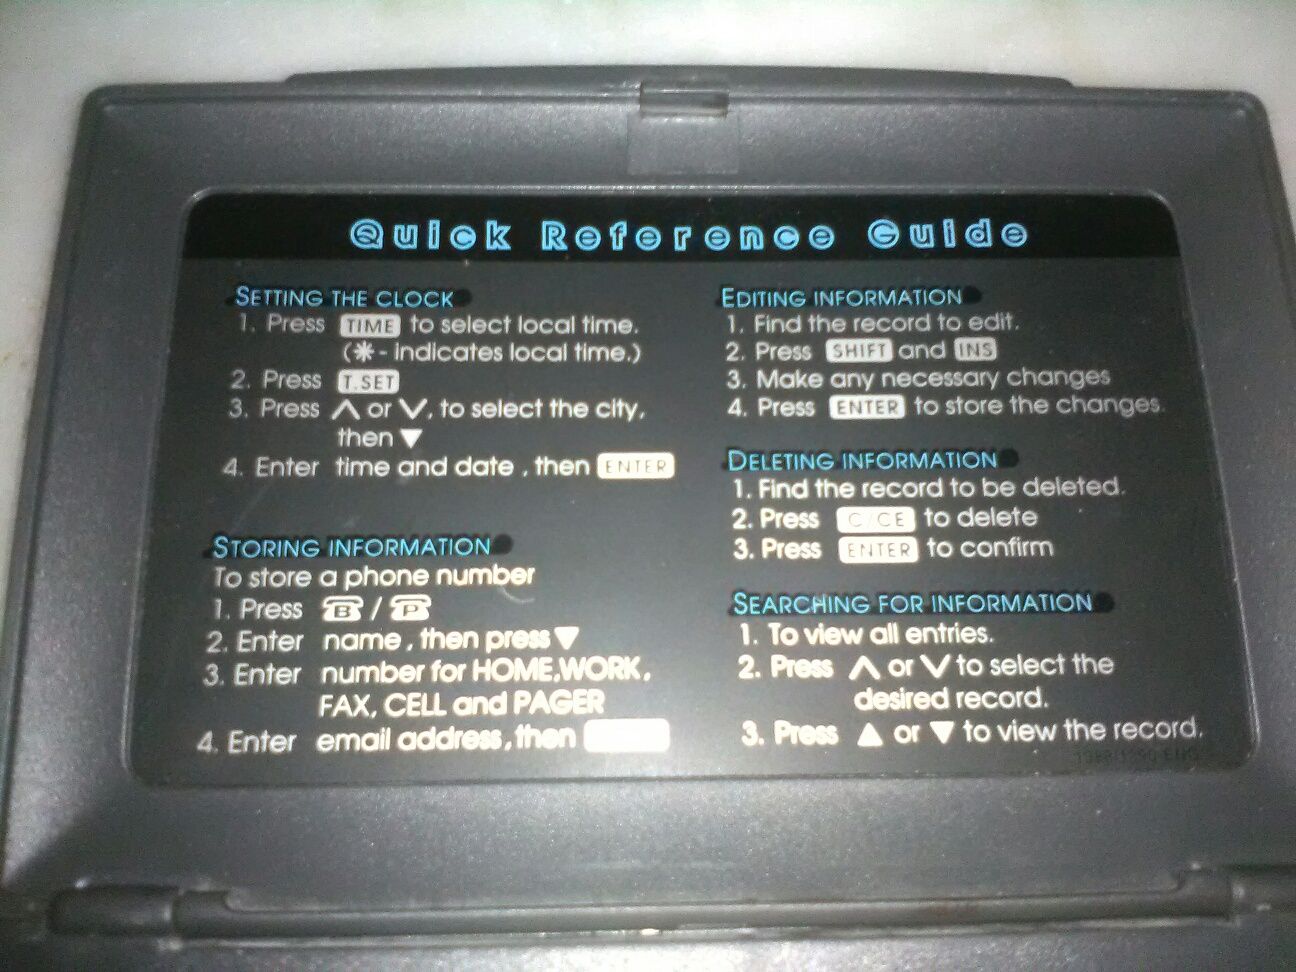 Quick Reference Guide
SETTING THE CLOCK
1. Press TIME to select local time.
(✳ - indicates local time.)
2. Press T.SET
3. Press ∧ or ∨, to select the city,
then ▼
4. Enter time and date , then ENTER
STORING INFORMATION
To store a phone number
1. Press B / P
2. Enter name , then press ▼
3. Enter number for HOME,WORK,
FAX, CELL and PAGER
4. Enter email address, then
EDITING INFORMATION
1. Find the record to edit.
2. Press SHIFT and INS
3. Make any necessary changes
4. Press ENTER to store the changes.
DELETING INFORMATION
1. Find the record to be deleted.
2. Press C/CE to delete
3. Press ENTER to confirm
SEARCHING FOR INFORMATION
1. To view all entries.
2. Press ∧ or ∨ to select the
desired record.
3. Press ▲ or ▼ to view the record.